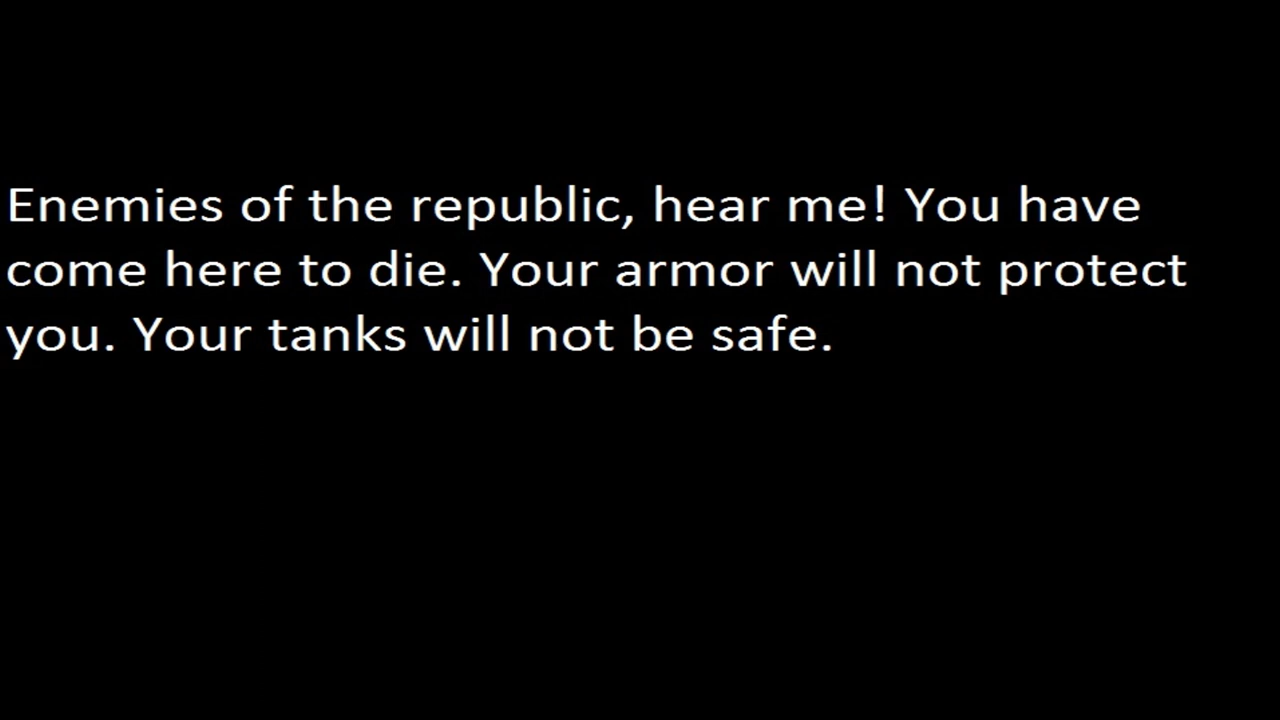 Enemies of the republic, hear me! You have
come here to die. Your armor will not protect
you. Your tanks will not be safe.